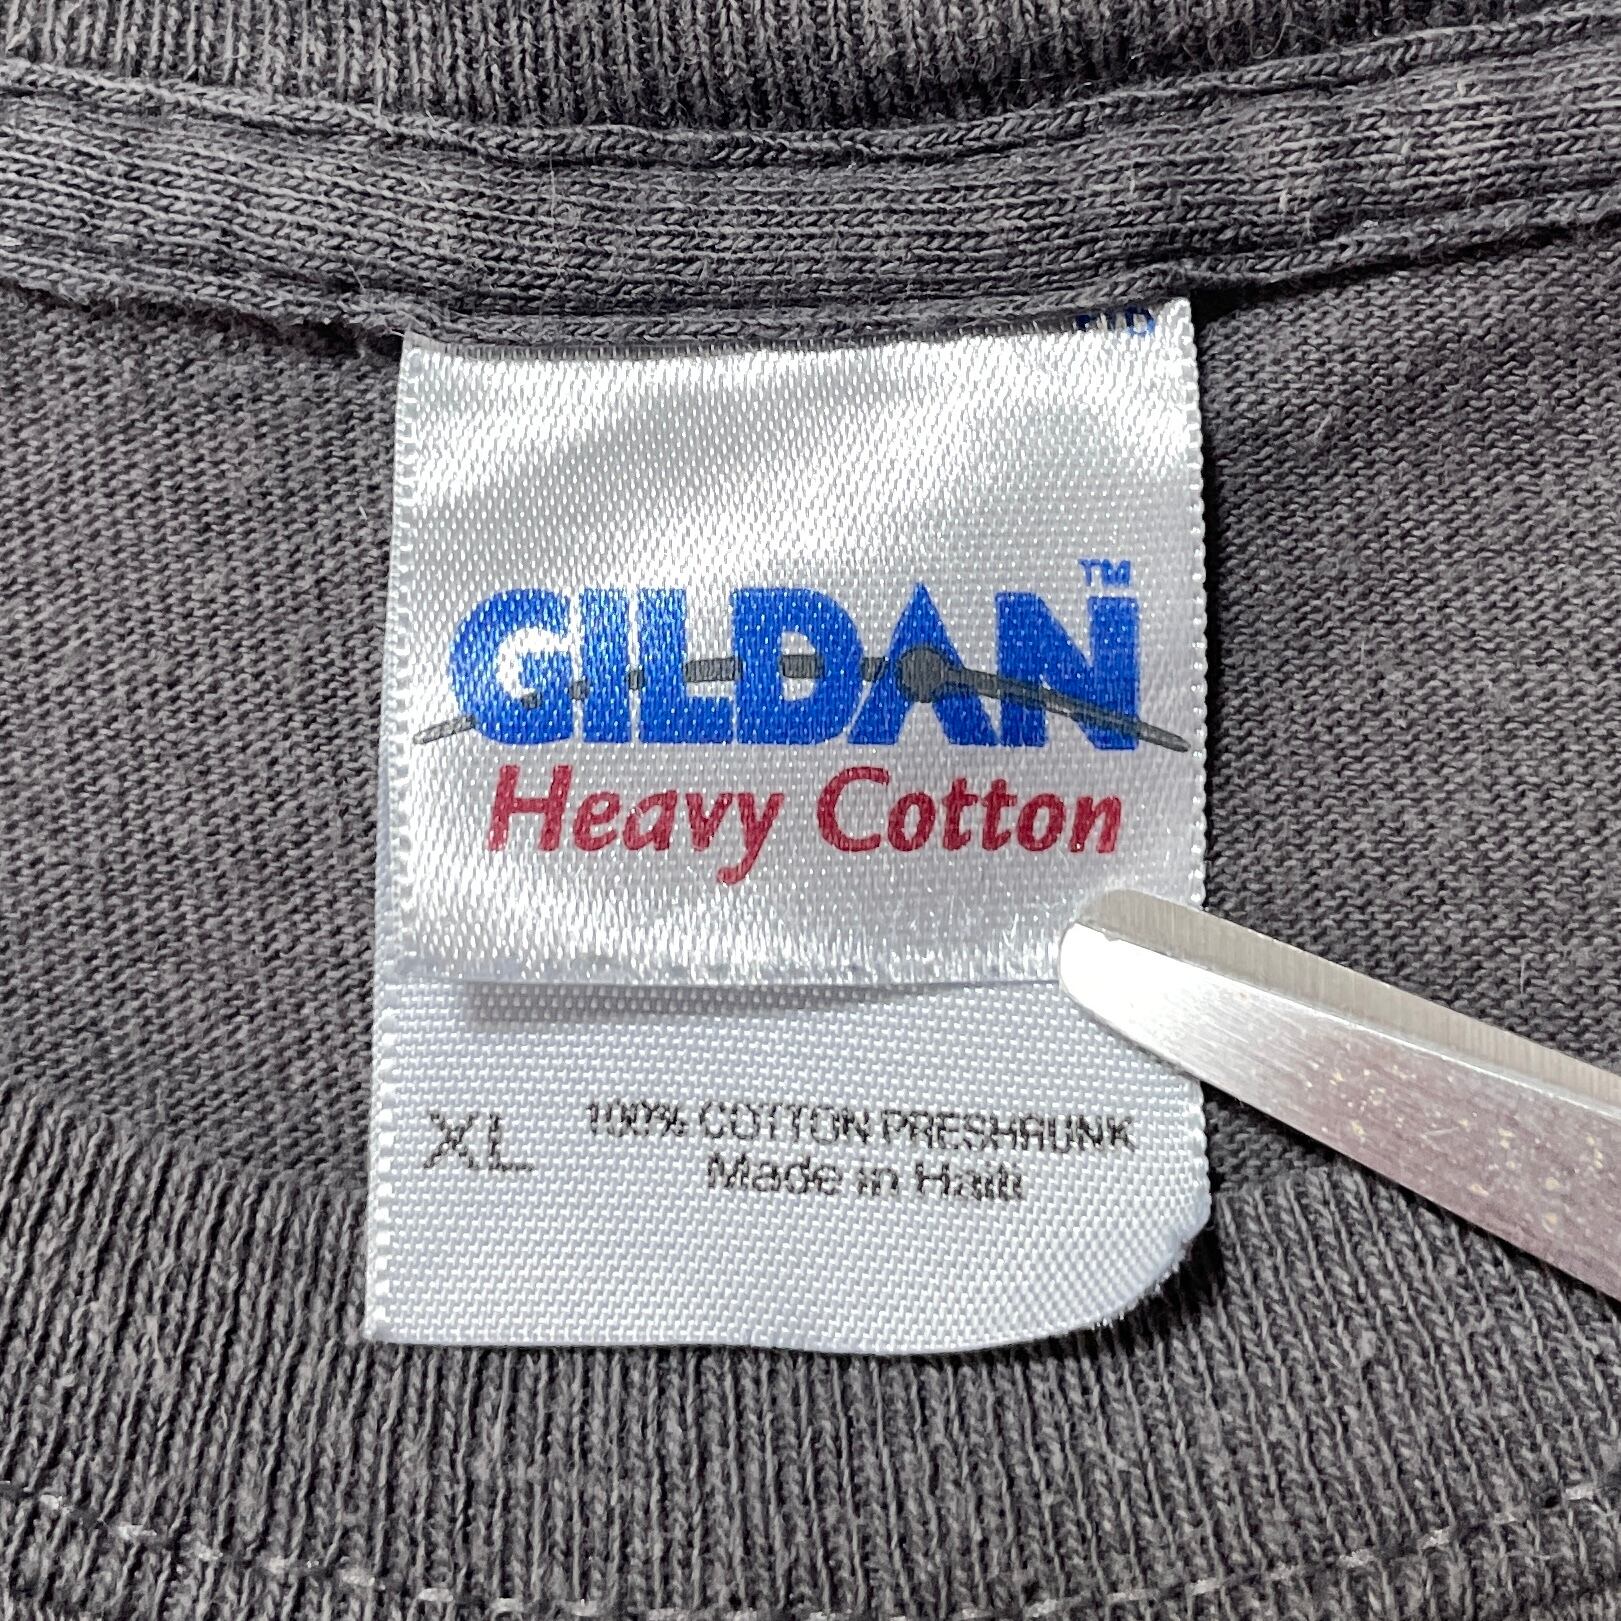 GILDAN™
Heavy Cotton
XL 100% COTTON PRESHRUNK
Made in Haiti